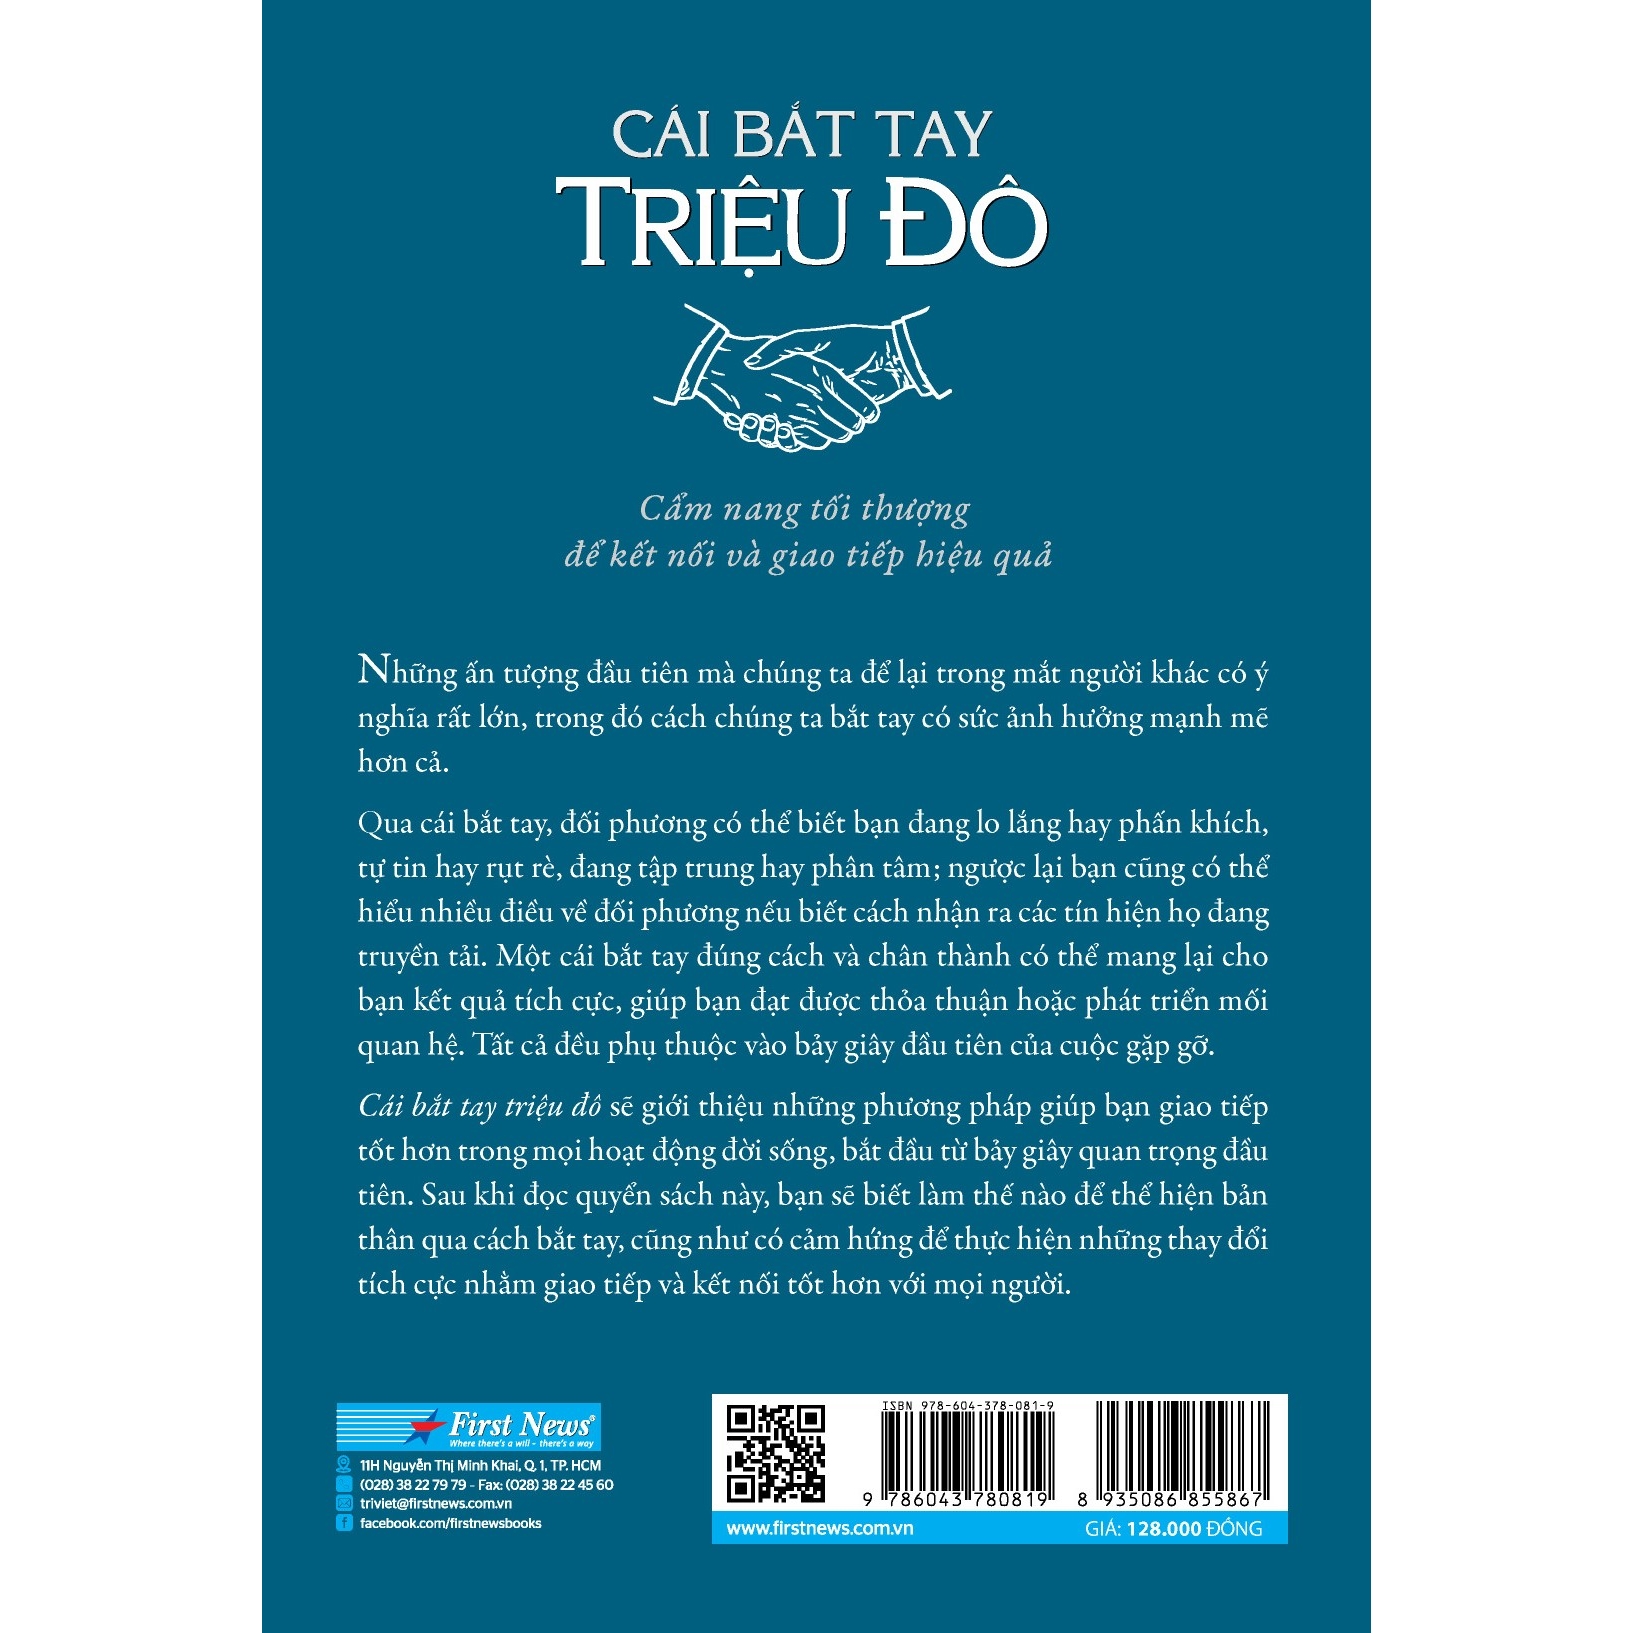 CÁI BẮT TAY
TRIỆU ĐÔ
Cẩm nang tối thượng
để kết nối và giao tiếp hiệu quả
Những ấn tượng đầu tiên mà chúng ta để lại trong mắt người khác có ý
nghĩa rất lớn, trong đó cách chúng ta bắt tay có sức ảnh hưởng mạnh mẽ
hơn cả.
Qua cái bắt tay, đối phương có thể biết bạn đang lo lắng hay phấn khích,
tự tin hay rụt rè, đang tập trung hay phân tâm; ngược lại bạn cũng có thể
hiểu nhiều điều về đối phương nếu biết cách nhận ra các tín hiện họ đang
truyền tải. Một cái bắt tay đúng cách và chân thành có thể mang lại cho
bạn kết quả tích cực, giúp bạn đạt được thỏa thuận hoặc phát triển mối
quan hệ. Tất cả đều phụ thuộc vào bảy giây đầu tiên của cuộc gặp gỡ.
Cái bắt tay triệu đô sẽ giới thiệu những phương pháp giúp bạn giao tiếp
tốt hơn trong mọi hoạt động đời sống, bắt đầu từ bảy giây quan trọng đầu
tiên. Sau khi đọc quyển sách này, bạn sẽ biết làm thế nào để thể hiện bản
thân qua cách bắt tay, cũng như có cảm hứng để thực hiện những thay đổi
tích cực nhằm giao tiếp và kết nối tốt hơn với mọi người.
First News®
Where there's a will - there's a way
11H Nguyễn Thị Minh Khai, Q. 1, TP. HCM
(028) 38 22 79 79 - Fax: (028) 38 22 45 60
triviet@firstnews.com.vn
facebook.com/firstnewsbooks
ISBN 978-604-378-081-9
9 786043 780819
8 935086 855867
www.firstnews.com.vn
GIÁ: 128.000 ĐỒNG